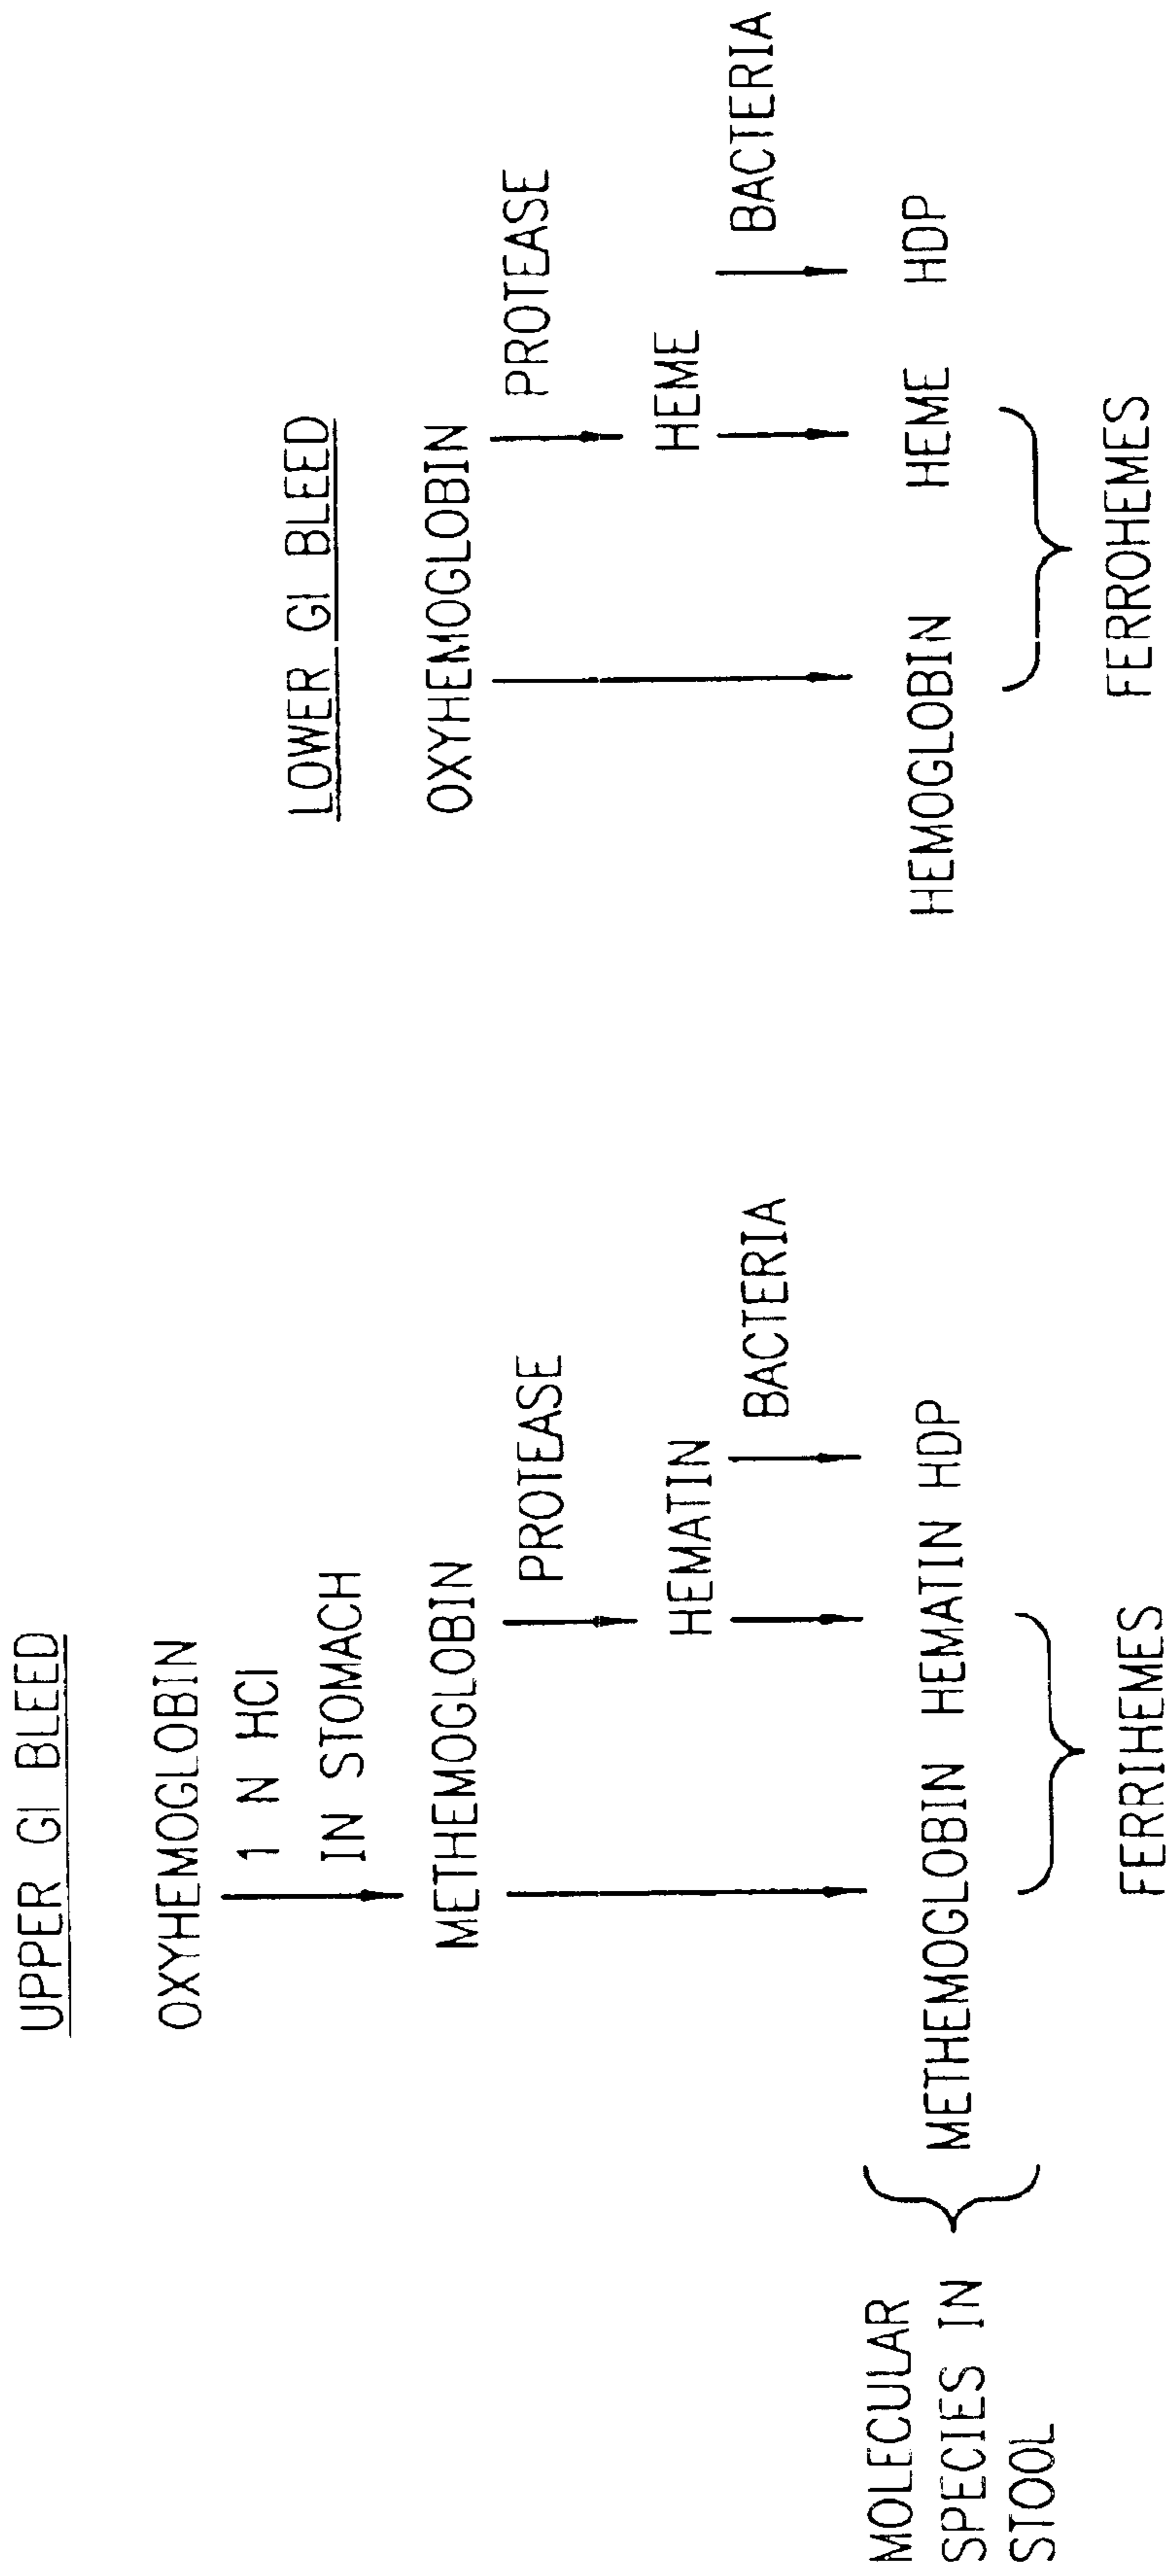 UPPER GI BLEED
OXYHEMOGLOBIN
1 N HCl
IN STOMACH
METHEMOGLOBIN
PROTEASE
HEMATIN
BACTERIA
MOLECULAR
SPECIES IN
STOOL
METHEMOGLOBIN HEMATIN HDP
FERRIHEMES
LOWER GI BLEED
OXYHEMOGLOBIN
PROTEASE
HEME
BACTERIA
HEMOGLOBIN HEME HDP
FERROHEMES